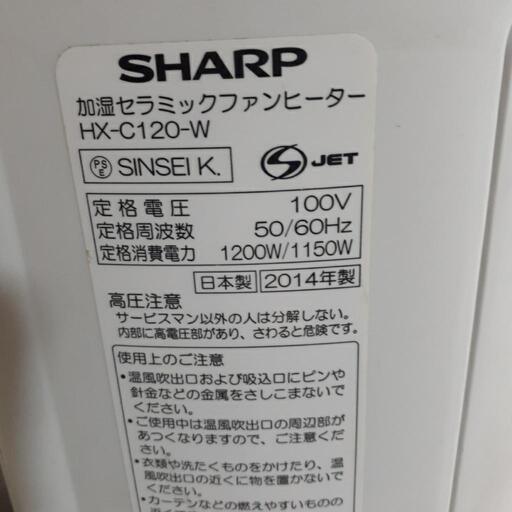 SHARP
加湿セラミックファンヒーター
HX-C120-W
PSE SINSEI K. S JET
定格電圧 100V
定格周波数 50/60Hz
定格消費電力 1200W/1150W
日本製 2014年製
高圧注意
サービスマン以外の人は分解しない。
内部に高電圧部があり、さわると危険です。
使用上のご注意
•温風吹出口および吸込口にピンや
針金などの金属をさしこまないで
ください。
•ご使用中は温風吹出口の周辺部が
あつくなりますので、ご注意
ください。
•衣類や洗たくものをかけたり、温
風吹出口の近くに物を置かないで
ください。
•カーテンなどの燃えやすいものの